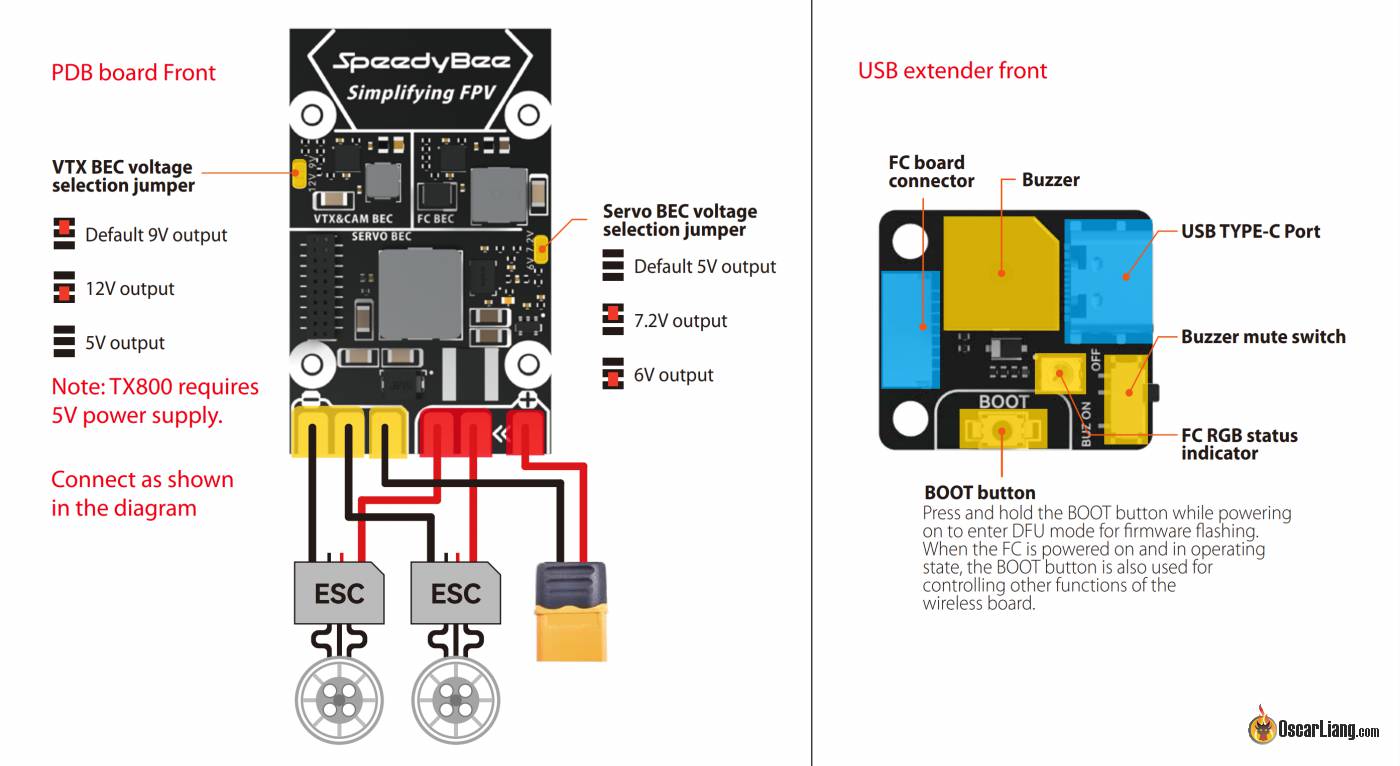 PDB board Front
SpeedyBee
Simplifying FPV
VTX BEC voltage
selection jumper
12V 9V
VTX&CAM BEC
FC BEC
SERVO BEC
6V 7.2V
Default 9V output
12V output
5V output
Note: TX800 requires
5V power supply.
Connect as shown
in the diagram
Servo BEC voltage
selection jumper
Default 5V output
7.2V output
6V output
ESC
ESC
USB extender front
FC board
connector
Buzzer
USB TYPE-C Port
Buzzer mute switch
OFF
BUZ ON
BOOT
FC RGB status
indicator
BOOT button
Press and hold the BOOT button while powering
on to enter DFU mode for firmware flashing.
When the FC is powered on and in operating
state, the BOOT button is also used for
controlling other functions of the
wireless board.
OscarLiang.com